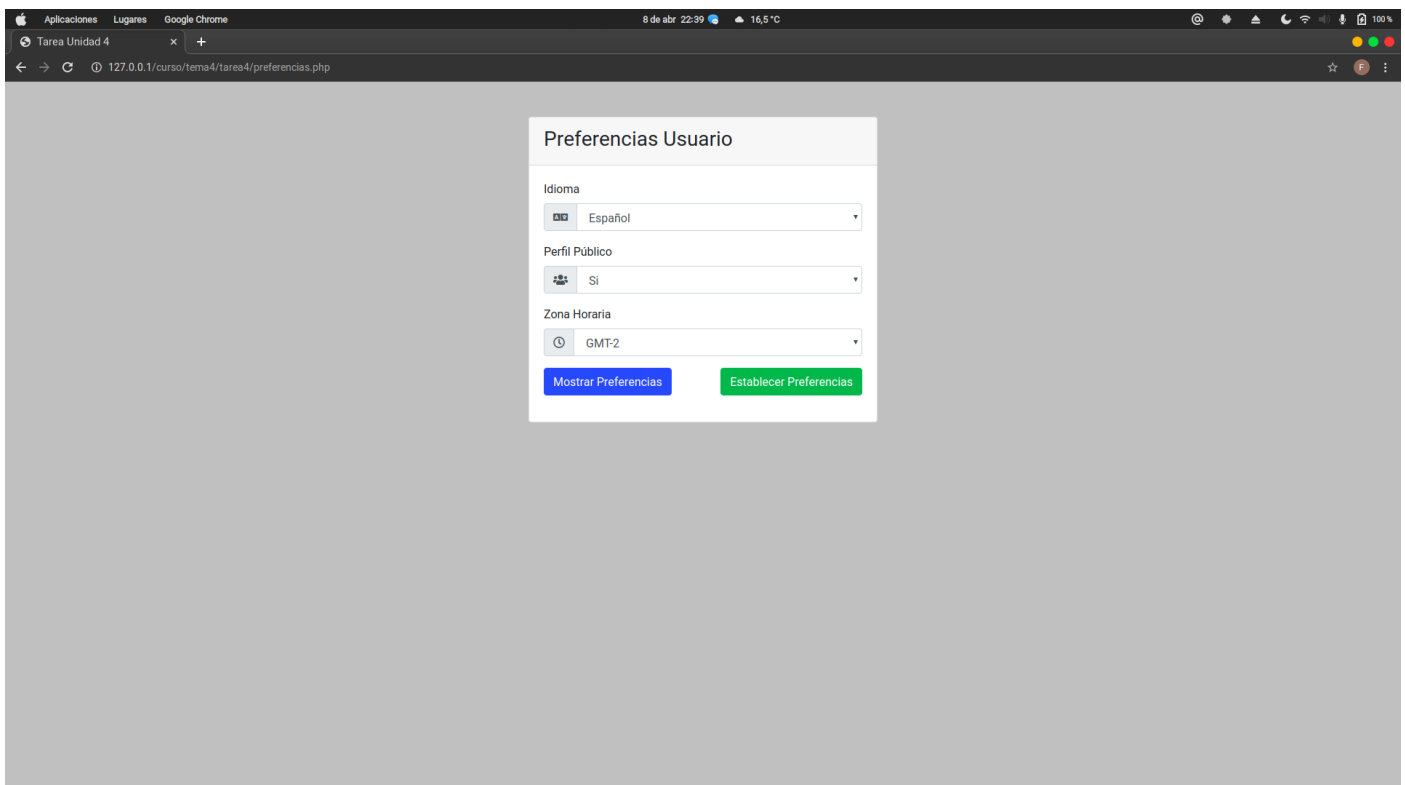 Aplicaciones Lugares Google Chrome 8 de abr 22:39 16,5 °C 100 %
Tarea Unidad 4
127.0.0.1/curso/tema4/tarea4/preferencias.php
F
Preferencias Usuario
Idioma
Español
Perfil Público
Si
Zona Horaria
GMT-2
Mostrar Preferencias Establecer Preferencias